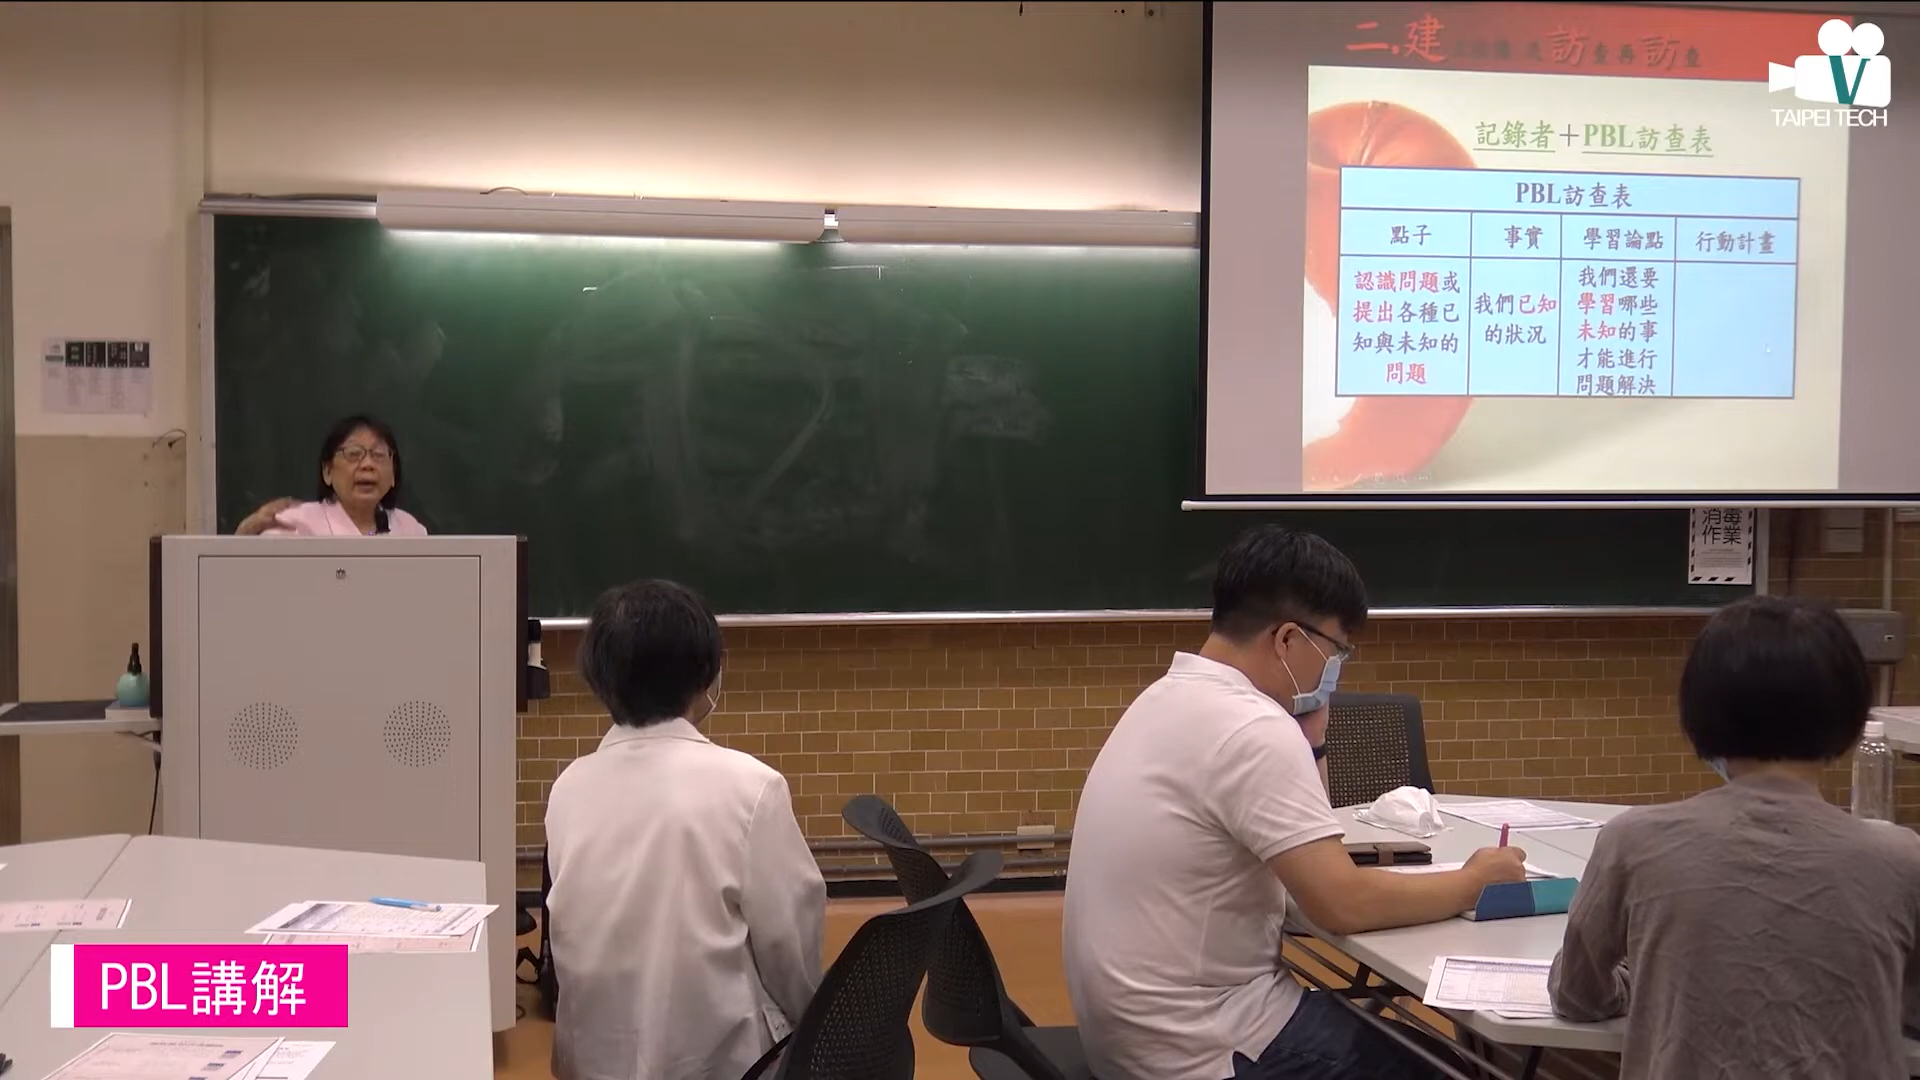 二.建
訪查再訪查
TAIPEI TECH
記錄者+PBL訪查表
PBL訪查表
點子
事實
學習論點
行動計畫
認識問題或
提出各種已
知與未知的
問題
我們已知
的狀況
我們還要
學習哪些
未知的事
才能進行
問題解決
消毒
作業
PBL講解